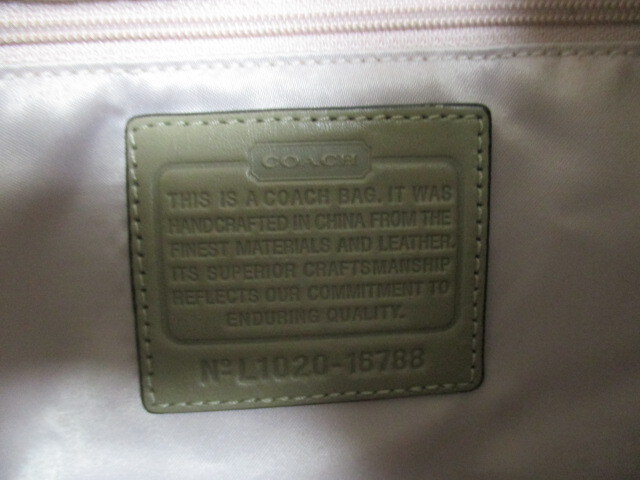 COACH
THIS IS A COACH BAG. IT WAS
HANDCRAFTED IN CHINA FROM THE
FINEST MATERIALS AND LEATHER.
ITS SUPERIOR CRAFTSMANSHIP
REFLECTS OUR COMMITMENT TO
ENDURING QUALITY.
Nº L1020-16788